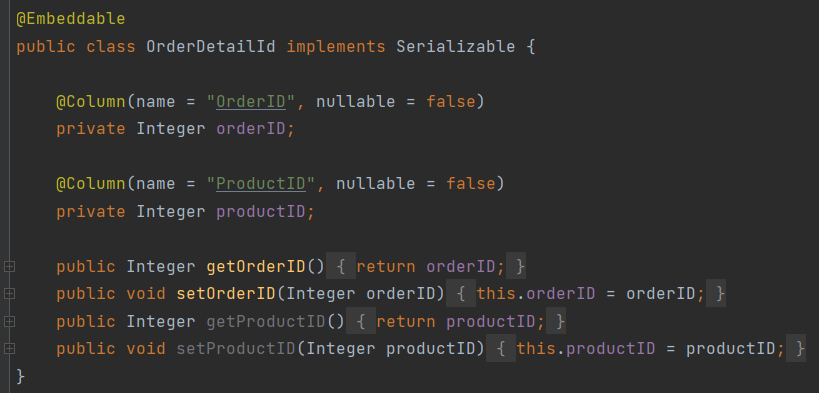 @Embeddable
public class OrderDetailId implements Serializable {
@Column(name = "OrderID", nullable = false)
private Integer orderID;
@Column(name = "ProductID", nullable = false)
private Integer productID;
public Integer getOrderID() { return orderID; }
public void setOrderID(Integer orderID) { this.orderID = orderID; }
public Integer getProductID() { return productID; }
public void setProductID(Integer productID) { this.productID = productID; }
}